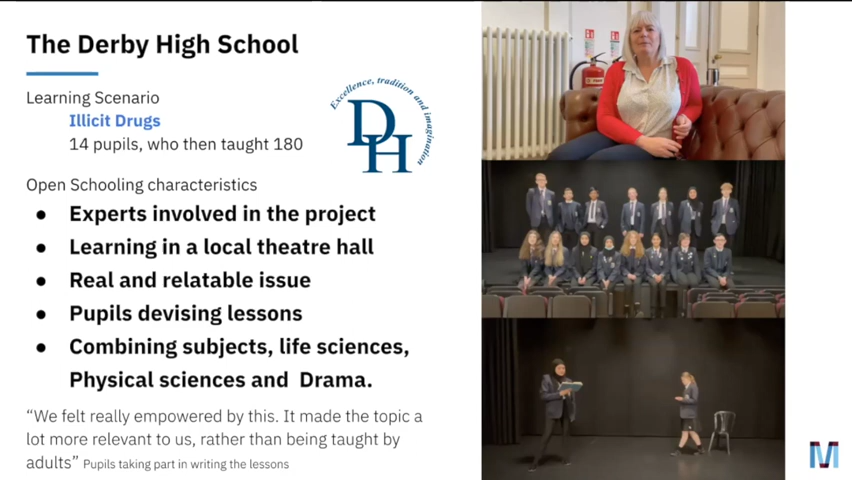 The Derby High School
Learning Scenario
Illicit Drugs
14 pupils, who then taught 180
Excellence, tradition and imagination
DH
Open Schooling characteristics
● Experts involved in the project
● Learning in a local theatre hall
● Real and relatable issue
● Pupils devising lessons
● Combining subjects, life sciences,
Physical sciences and Drama.
“We felt really empowered by this. It made the topic a
lot more relevant to us, rather than being taught by
adults” Pupils taking part in writing the lessons
M